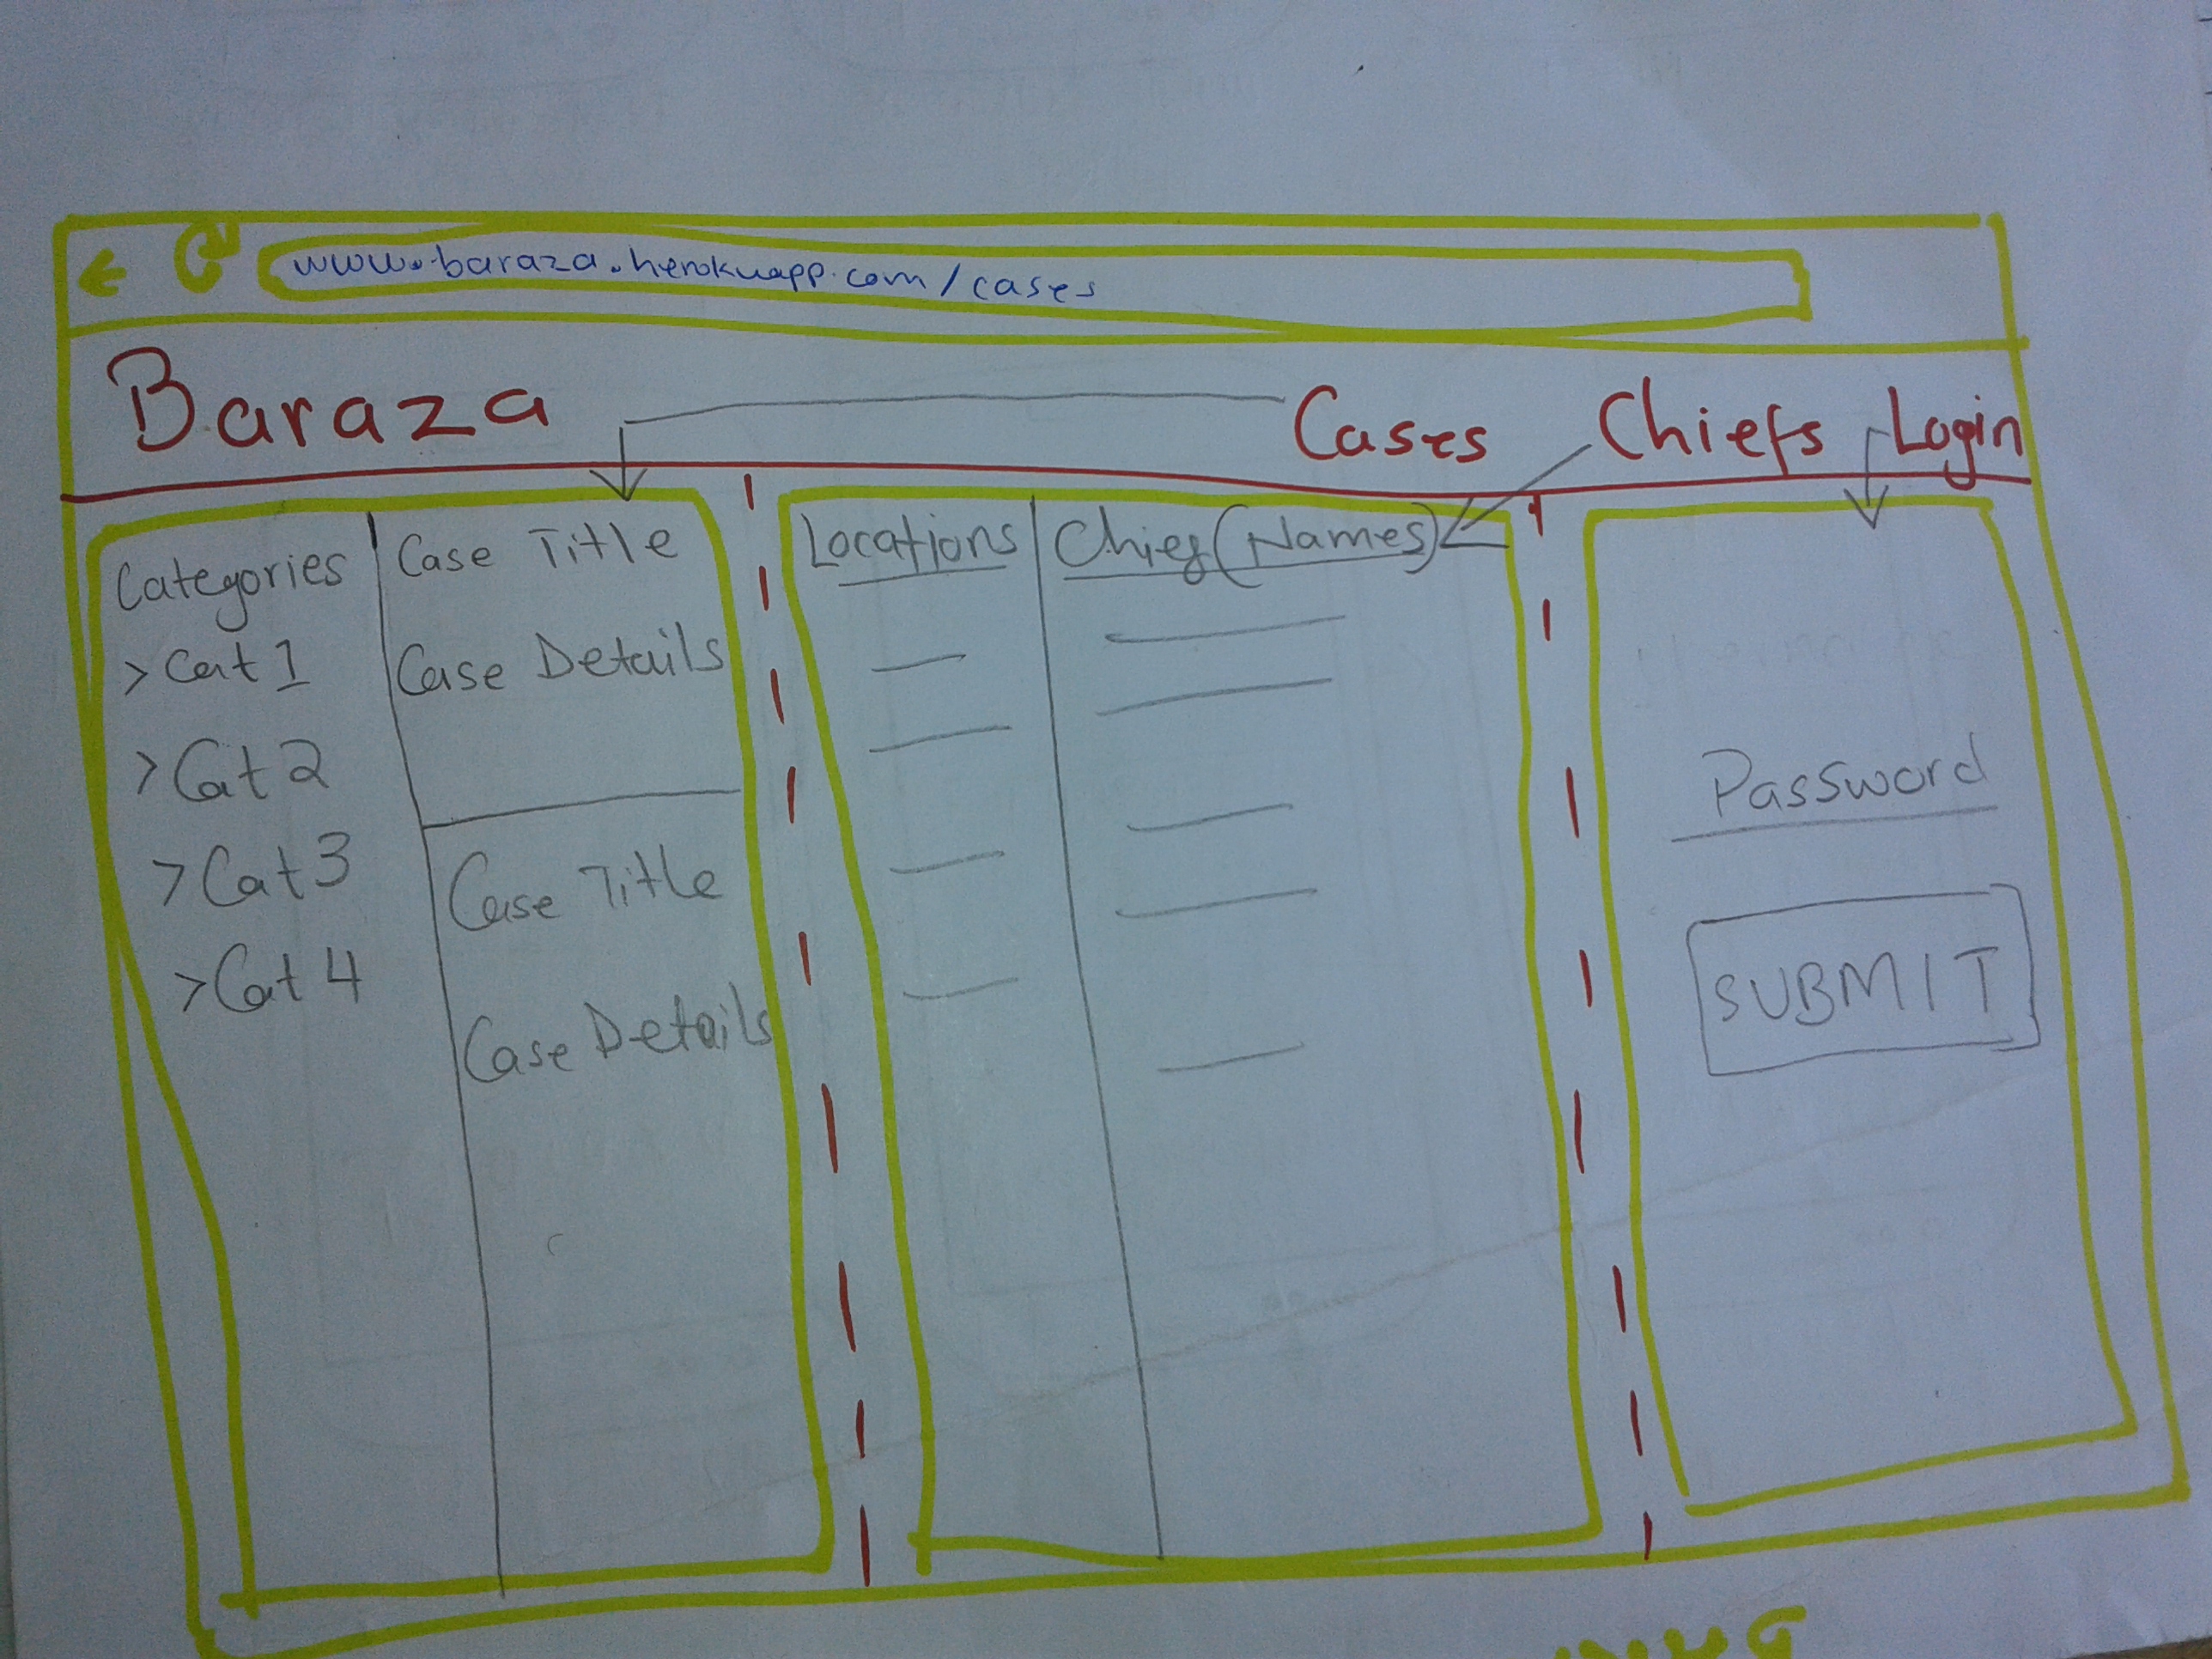 www.baraza.herokuapp.com/cases
Baraza
Cases
Chiefs
Login
Categories
> Cat 1
> Cat 2
> Cat 3
> Cat 4
Case Title
Case Details
Case Title
Case Details
Locations
Chief (Names)
Password
SUBMIT